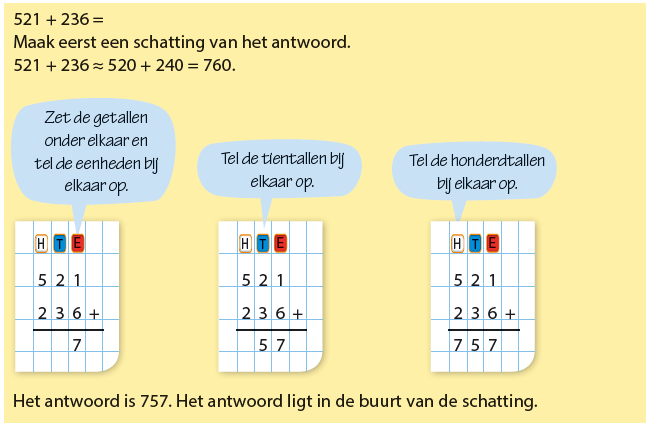 521 + 236 =
Maak eerst een schatting van het antwoord.
521 + 236 ≈ 520 + 240 = 760.
Zet de getallen
onder elkaar en
tel de eenheden bij
elkaar op.
H T E
5 2 1
2 3 6 +
7
Tel de tientallen bij
elkaar op.
H T E
5 2 1
2 3 6 +
5 7
Tel de honderdtallen
bij elkaar op.
H T E
5 2 1
2 3 6 +
7 5 7
Het antwoord is 757. Het antwoord ligt in de buurt van de schatting.